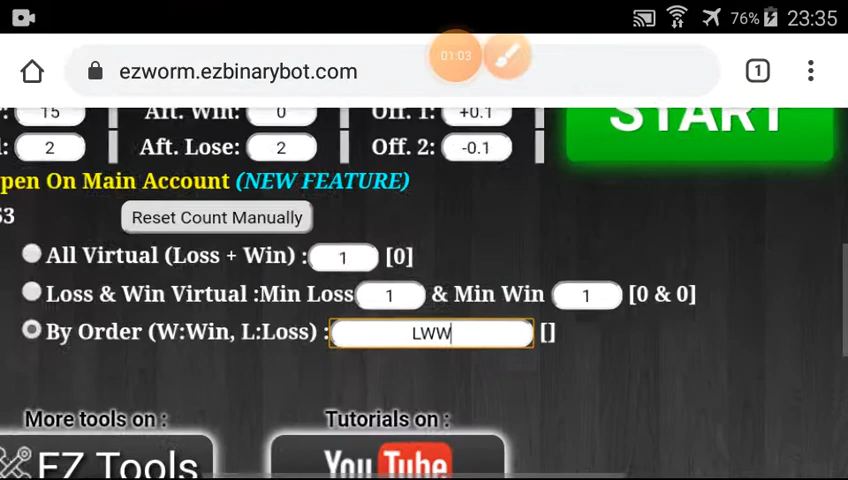 76% 23:35
01:03
ezworm.ezbinarybot.com 1
15 Aft. Win: 0 Off. 1: +0.1 START
2 Aft. Lose: 2 Off. 2: -0.1
pen On Main Account (NEW FEATURE)
53 Reset Count Manually
All Virtual (Loss + Win) : 1 [0]
Loss & Win Virtual :Min Loss 1 & Min Win 1 [0 & 0]
By Order (W:Win, L:Loss) : LWW []
More tools on : Tutorials on :
EZ Tools YouTube